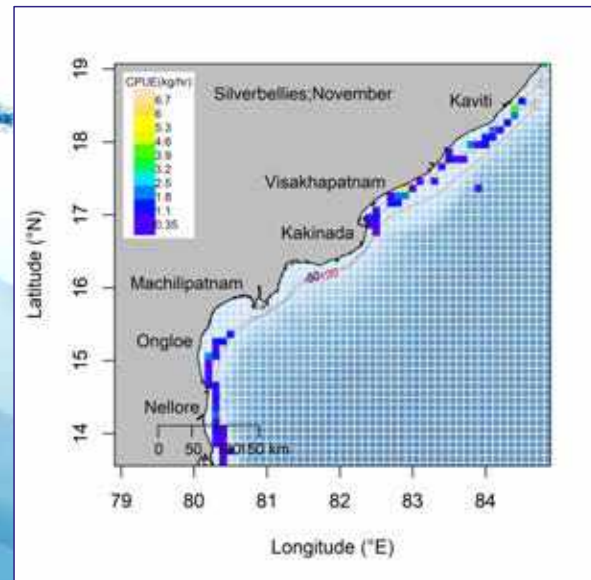 CPUE(kg/hr)
6.7
6
5.3
4.6
3.9
3.2
2.5
1.8
1.1
0.35
Silverbellies;November
Kaviti
Visakhapatnam
Kakinada
Machilipatnam
Ongloe
Nellore
-50
0 50 150 km
19
18
17
16
15
14
Latitude (°N)
79 80 81 82 83 84
Longitude (°E)